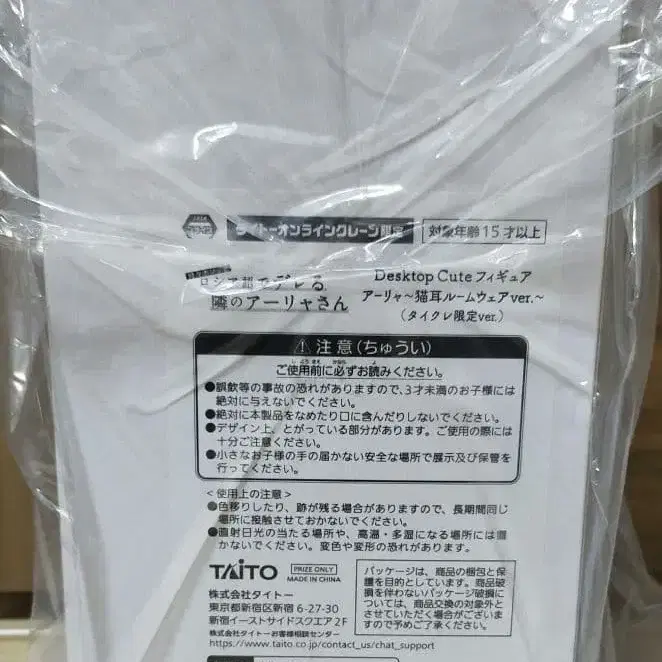 タイトーオンラインクレーン限定 対象年齢15才以上
ロシア語でデレる
隣のアーリャさん
Desktop Cute フィギュア
アーリャ～猫耳ルームウェアver.～
(タイクレ限定ver.)
⚠ 注意(ちゅうい)
ご使用前に必ずお読みください。
●誤飲等の事故の恐れがありますので、3才未満のお子様には
絶対に与えないでください。
●絶対に本製品をなめたり口に含んだりしないでください。
●デザイン上、とがっている部分があります。ご使用の際には
十分ご注意ください。
●小さなお子様の手の届かない安全な場所で展示及び保管を
行ってください。
<使用上の注意>
●色移りしたり、跡が残る場合がありますので、長期間同じ
場所に接触させておかないでください。
●直射日光の当たる場所や、高温・多湿になる場所には置
かないでください。変色や変形の恐れがあります。
TAITO
PRIZE ONLY
MADE IN CHINA
株式会社タイトー
東京都新宿区新宿 6-27-30
新宿イーストサイドスクエア 2F
株式会社タイトーお客様相談センター
https://www.taito.co.jp/contact_us/chat_support
パッケージは、商品の梱包と保
護を目的としています。商品破
損を伴わないパッケージ破損に
ついては、商品交換の対象外と
させていただく場合がございま
すので予めご了承ください。